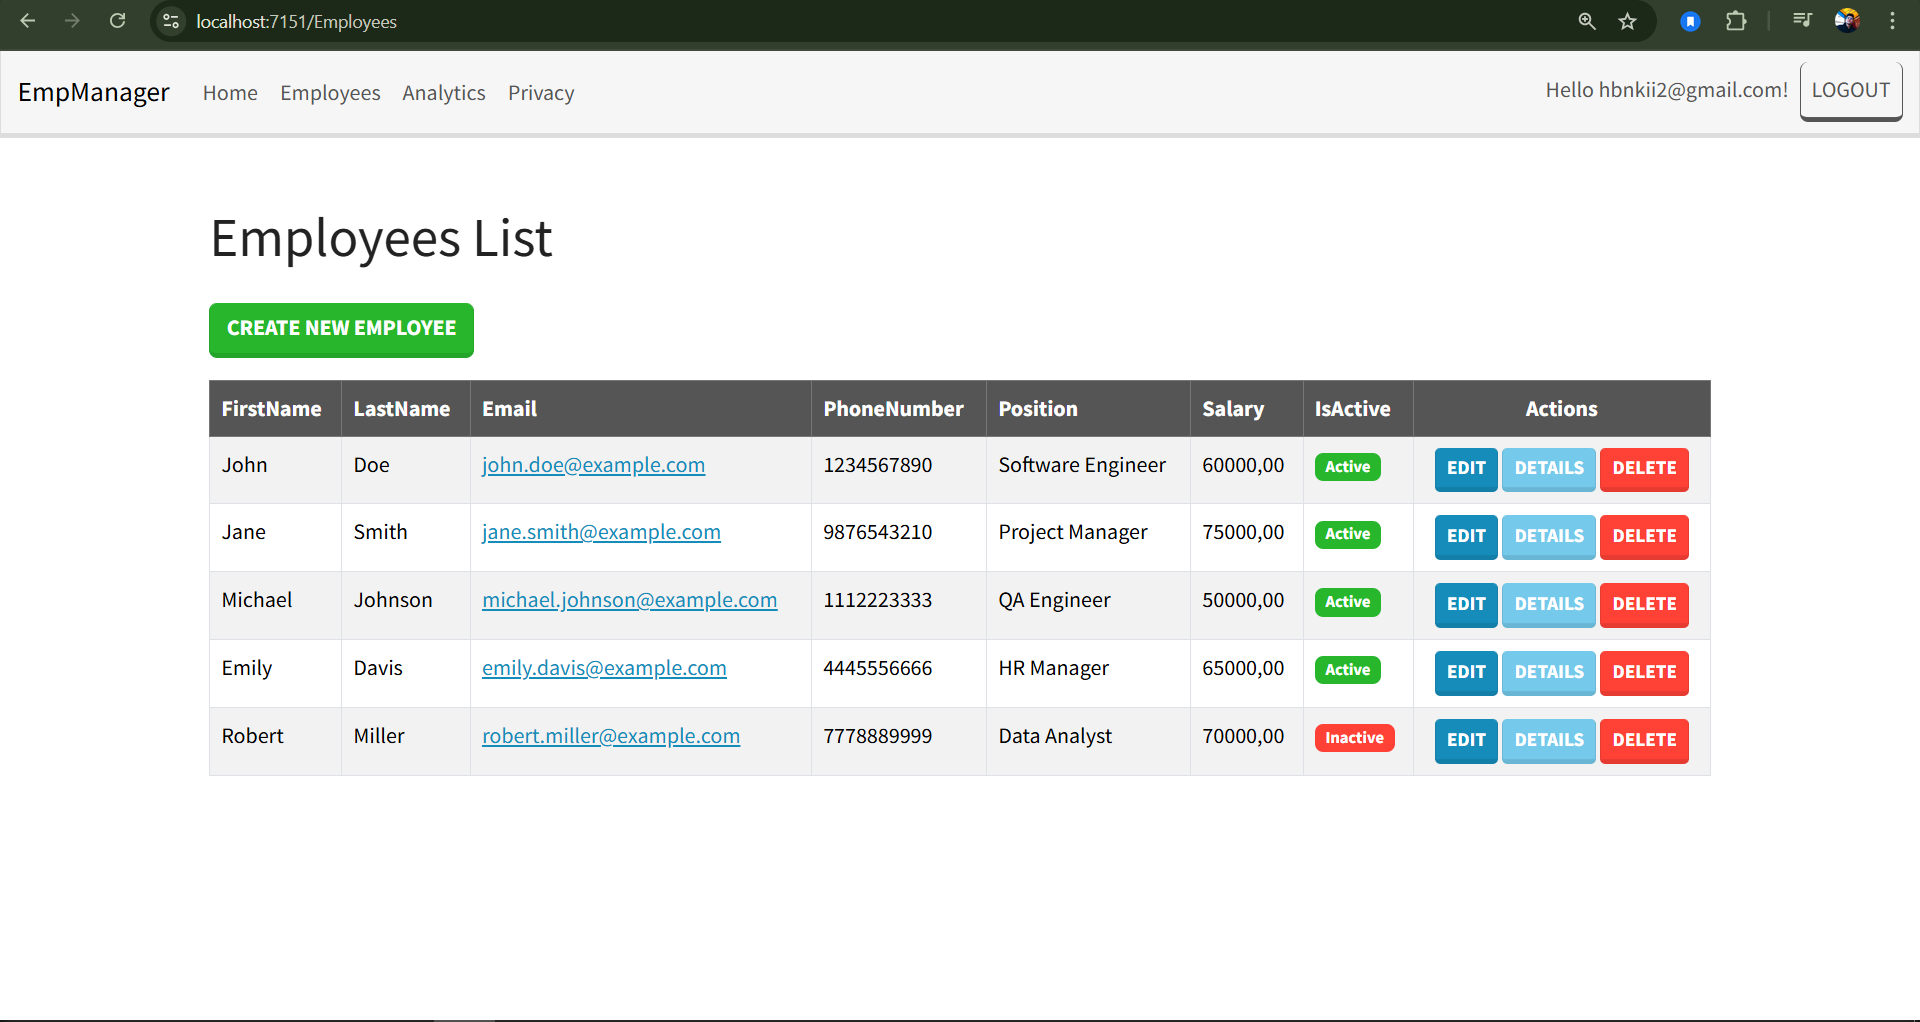 localhost:7151/Employees
EmpManager Home Employees Analytics Privacy Hello hbnkii2@gmail.com! LOGOUT
Employees List
CREATE NEW EMPLOYEE
FirstName LastName Email PhoneNumber Position Salary IsActive Actions
John Doe john.doe@example.com 1234567890 Software Engineer 60000,00 Active EDIT DETAILS DELETE
Jane Smith jane.smith@example.com 9876543210 Project Manager 75000,00 Active EDIT DETAILS DELETE
Michael Johnson michael.johnson@example.com 1112223333 QA Engineer 50000,00 Active EDIT DETAILS DELETE
Emily Davis emily.davis@example.com 4445556666 HR Manager 65000,00 Active EDIT DETAILS DELETE
Robert Miller robert.miller@example.com 7778889999 Data Analyst 70000,00 Inactive EDIT DETAILS DELETE